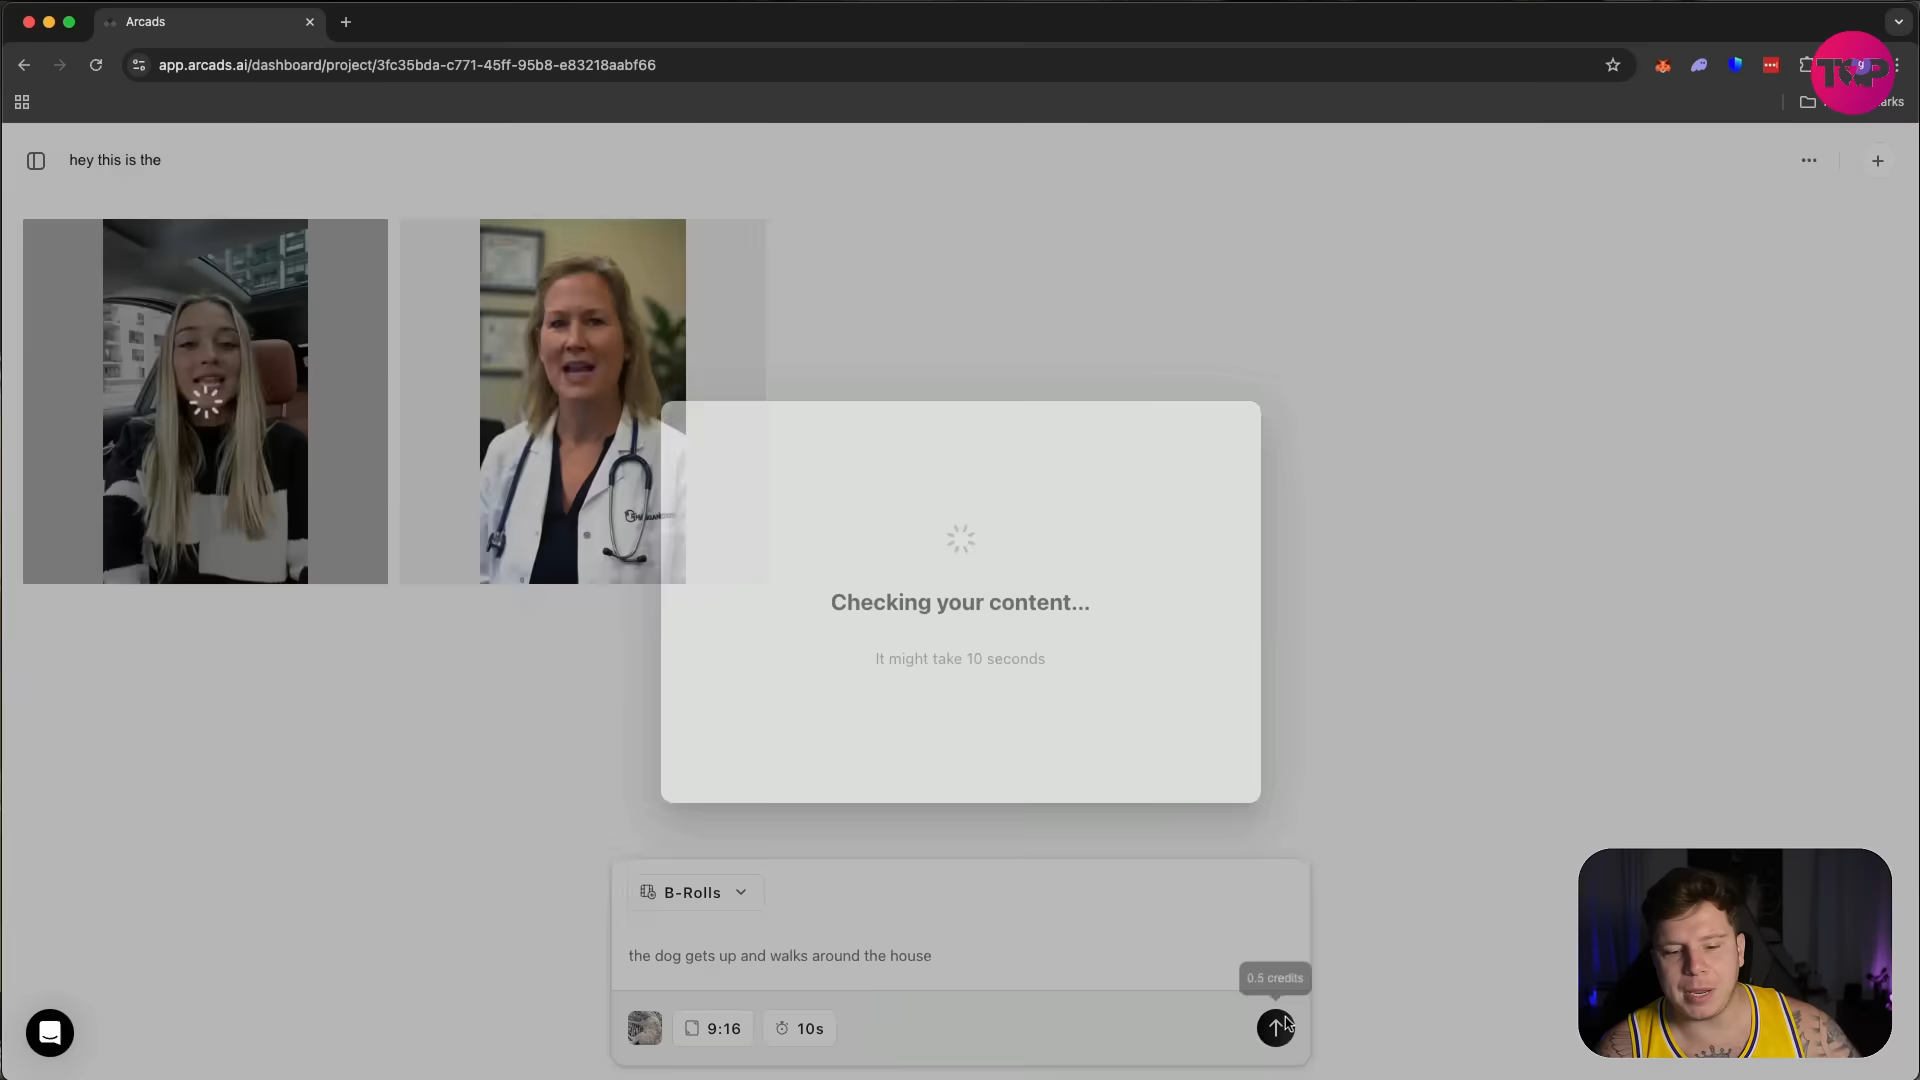 Arcads
app.arcads.ai/dashboard/project/3fc35bda-c771-45ff-95b8-e83218aabf66
TCP
arks
hey this is the
Checking your content...
It might take 10 seconds
B-Rolls
the dog gets up and walks around the house
0.5 credits
9:16
10s